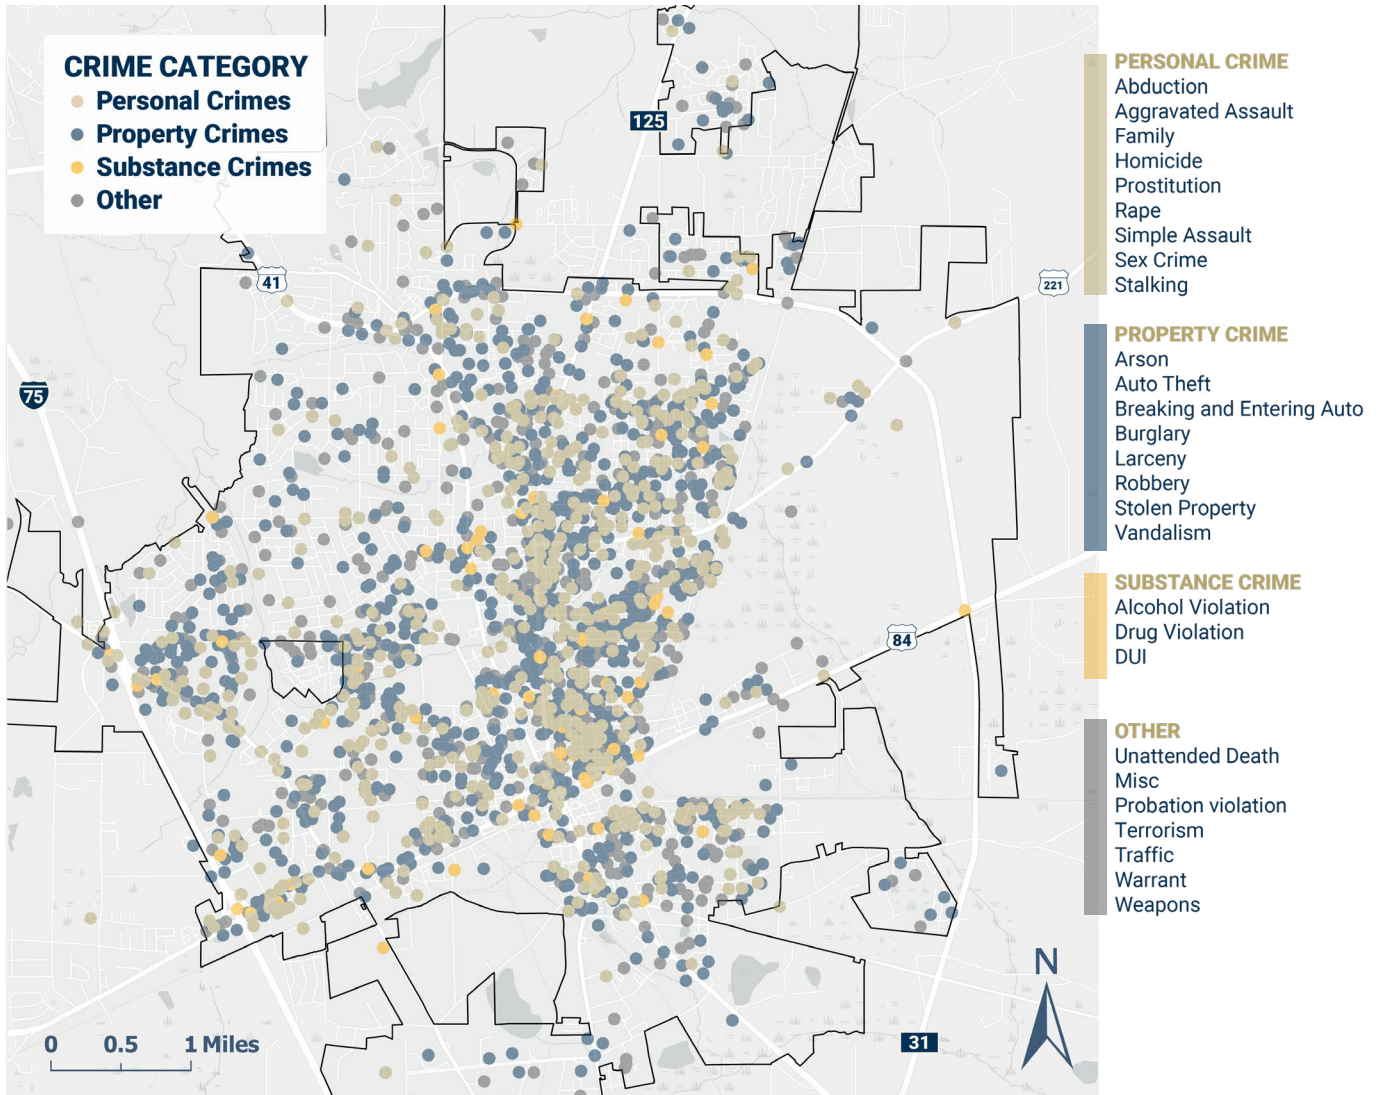 CRIME CATEGORY
Personal Crimes
Property Crimes
Substance Crimes
Other
125
41
221
75
84
31
0 0.5 1 Miles
N
PERSONAL CRIME
Abduction
Aggravated Assault
Family
Homicide
Prostitution
Rape
Simple Assault
Sex Crime
Stalking
PROPERTY CRIME
Arson
Auto Theft
Breaking and Entering Auto
Burglary
Larceny
Robbery
Stolen Property
Vandalism
SUBSTANCE CRIME
Alcohol Violation
Drug Violation
DUI
OTHER
Unattended Death
Misc
Probation violation
Terrorism
Traffic
Warrant
Weapons